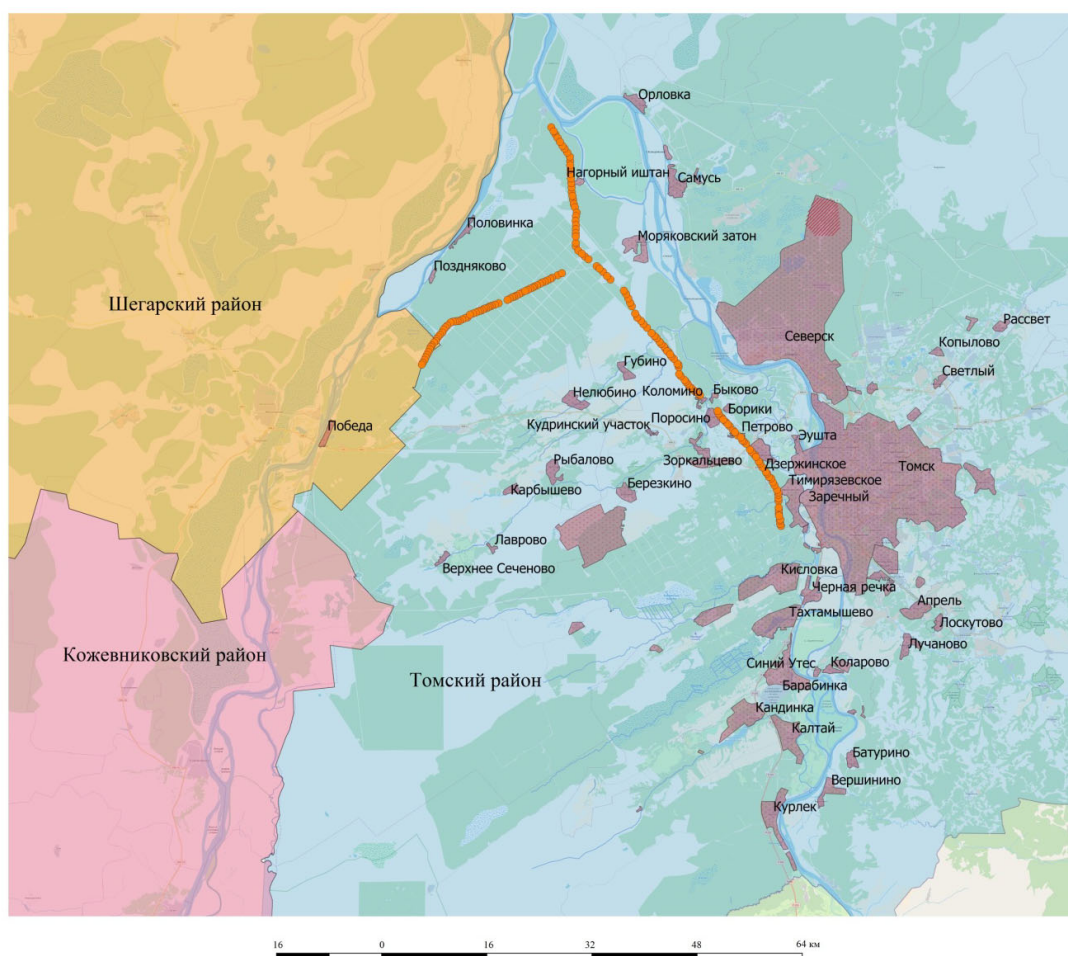 Орловка
Нагорный иштан
Самусь
Половинка
Моряковский затон
Поздняково
Шегарский район
Рассвет
Северск
Копылово
Светлый
Губино
Нелюбино
Коломино
Быково
Борики
Поросино
Кудринский участок
Петрово
Победа
Эушта
Рыбалово
Зоркальцево
Дзержинское
Томск
Тимирязевское
Карбышево
Березкино
Заречный
Лаврово
Верхнее Сеченово
Кисловка
Черная речка
Апрель
Тахтамышево
Лоскутово
Лучаново
Кожевниковский район
Синий Утес
Коларово
Томский район
Барабинка
Кандинка
Калтай
Батурино
Вершинино
Курлек
16 0 16 32 48 64 км